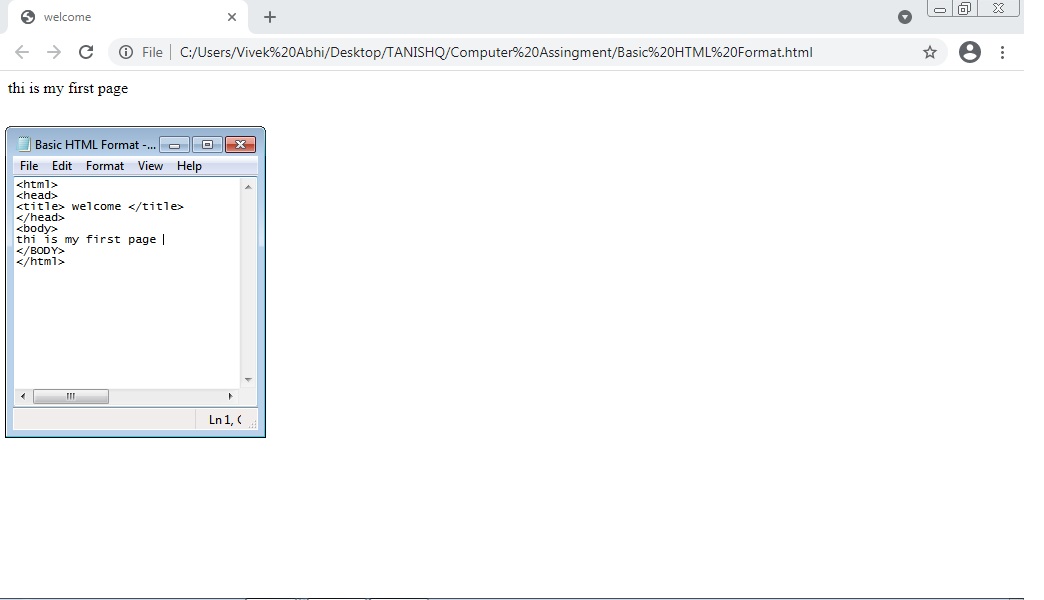 welcome
File C:/Users/Vivek%20Abhi/Desktop/TANISHQ/Computer%20Assingment/Basic%20HTML%20Format.html
thi is my first page
Basic HTML Format -...
File Edit Format View Help
<html>
<head>
<title> welcome </title>
</head>
<body>
thi is my first page
</BODY>
</html>
Ln 1, C